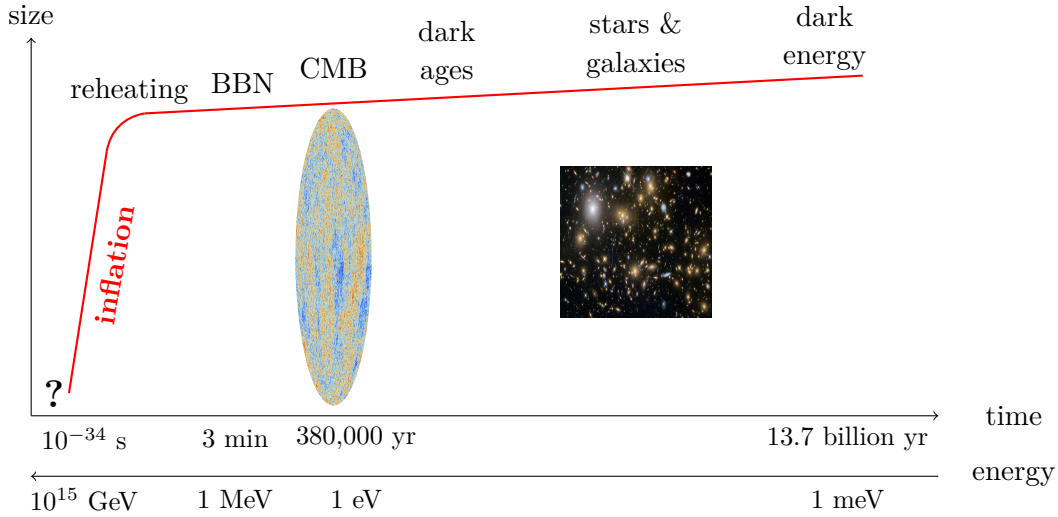 size
reheating
BBN
CMB
dark
ages
stars &
galaxies
dark
energy
inflation
?
10⁻³⁴ s
3 min
380,000 yr
13.7 billion yr
time
energy
10¹⁵ GeV
1 MeV
1 eV
1 meV